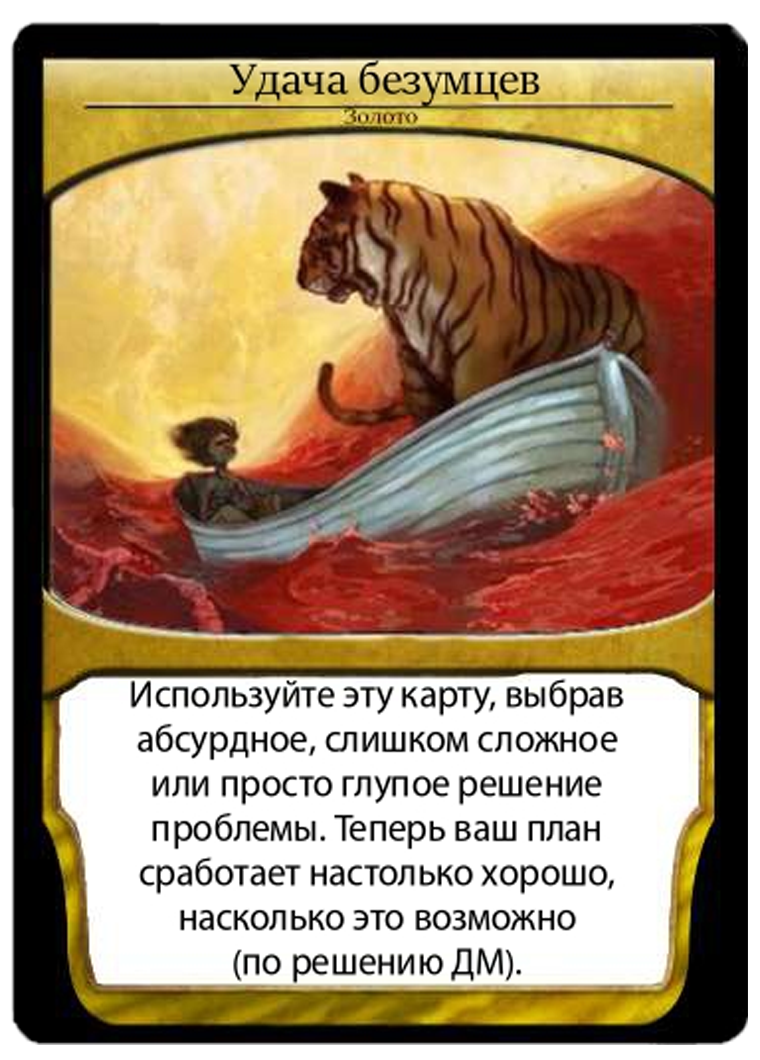 Удача безумцев
Золото
Используйте эту карту, выбрав
абсурдное, слишком сложное
или просто глупое решение
проблемы. Теперь ваш план
сработает настолько хорошо,
насколько это возможно
(по решению ДМ).